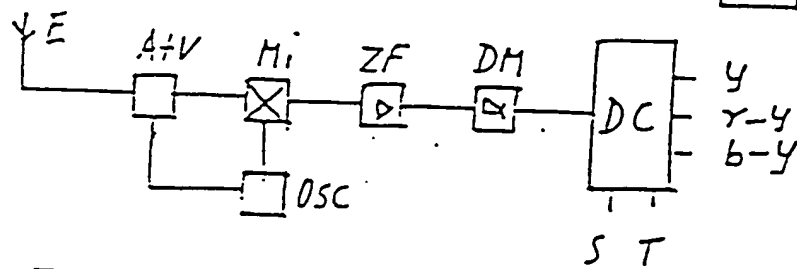 E
A+V Mi ZF DM
DC
y
r-y
b-y
OSC
S T